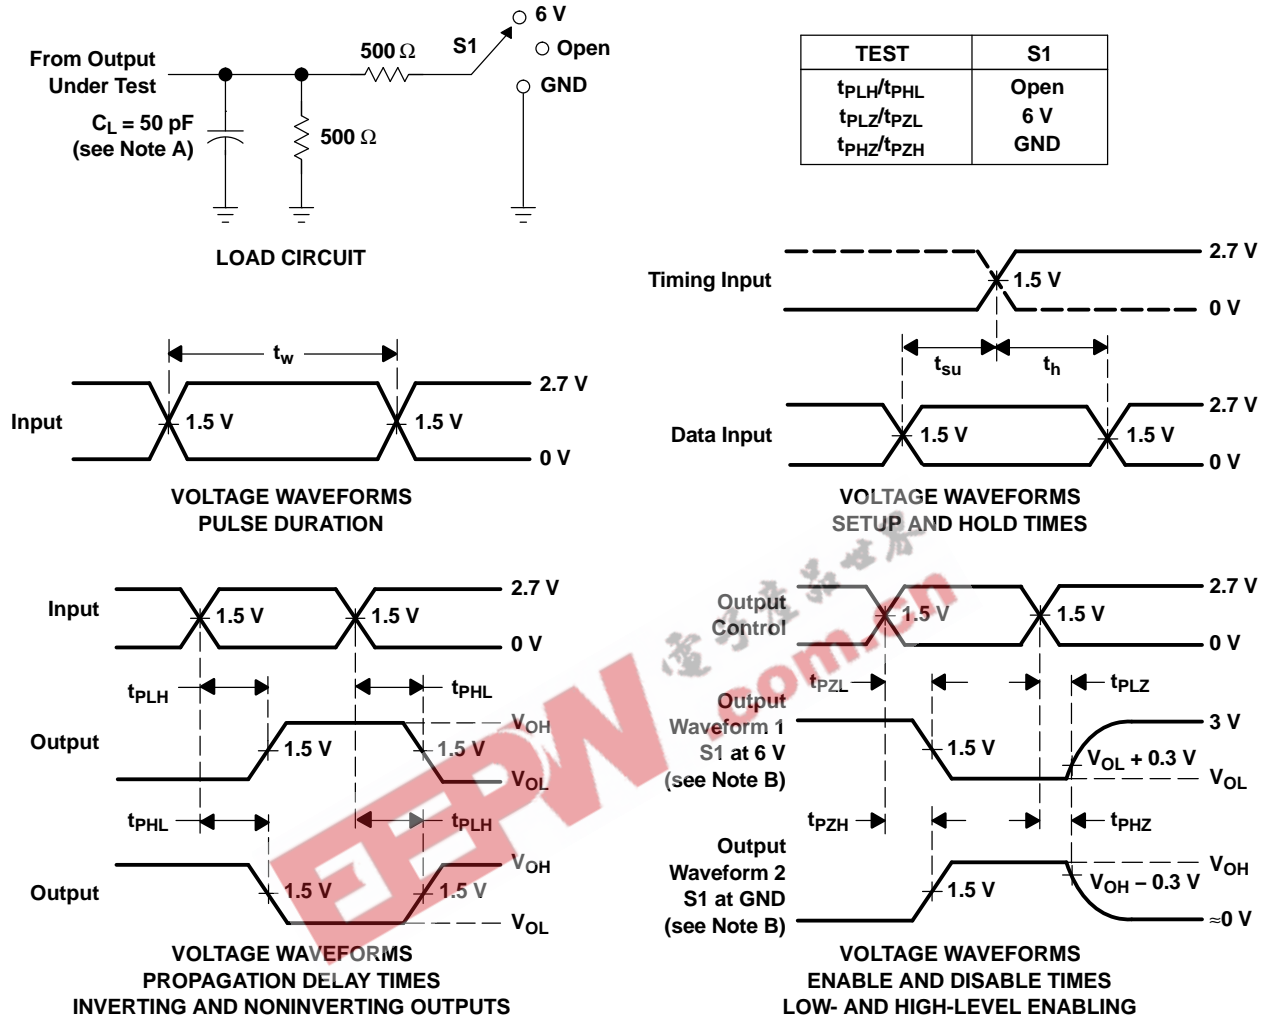 6 V
S1
Open
500 Ω
GND
From Output
Under Test
CL = 50 pF
(see Note A)
500 Ω
LOAD CIRCUIT
TEST S1
tPLH/tPHL Open
tPLZ/tPZL 6 V
tPHZ/tPZH GND
Timing Input
1.5 V
2.7 V
0 V
tsu
th
Data Input
1.5 V
1.5 V
2.7 V
0 V
VOLTAGE WAVEFORMS
SETUP AND HOLD TIMES
tw
Input
1.5 V
1.5 V
2.7 V
0 V
VOLTAGE WAVEFORMS
PULSE DURATION
Input
1.5 V
1.5 V
2.7 V
0 V
tPLH
tPHL
Output
1.5 V
1.5 V
VOH
VOL
tPHL
tPLH
Output
1.5 V
1.5 V
VOH
VOL
VOLTAGE WAVEFORMS
PROPAGATION DELAY TIMES
INVERTING AND NONINVERTING OUTPUTS
Output
Control
1.5 V
1.5 V
2.7 V
0 V
tPZL
tPLZ
Output
Waveform 1
S1 at 6 V
(see Note B)
1.5 V
3 V
VOL + 0.3 V
VOL
tPZH
tPHZ
Output
Waveform 2
S1 at GND
(see Note B)
1.5 V
VOH
VOH − 0.3 V
≈0 V
VOLTAGE WAVEFORMS
ENABLE AND DISABLE TIMES
LOW- AND HIGH-LEVEL ENABLING
EEPW.com.cn
電子産品世界